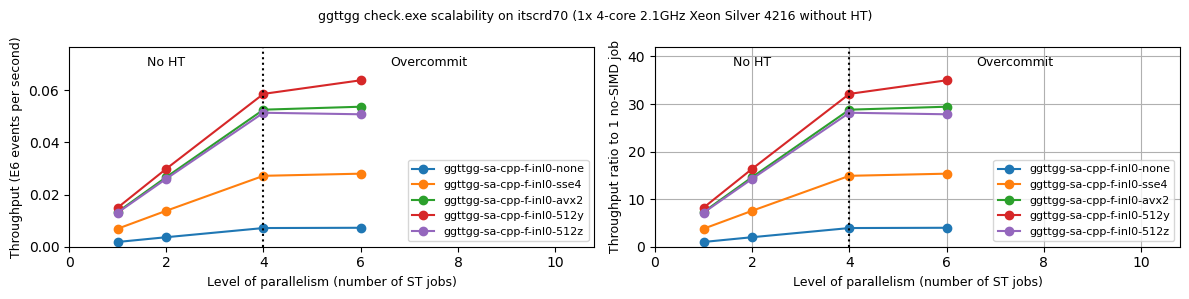 ggttgg check.exe scalability on itscrd70 (1x 4-core 2.1GHz Xeon Silver 4216 without HT)
Throughput (E6 events per second)
0.06
0.04
0.02
0.00
No HT
Overcommit
ggttgg-sa-cpp-f-inl0-none
ggttgg-sa-cpp-f-inl0-sse4
ggttgg-sa-cpp-f-inl0-avx2
ggttgg-sa-cpp-f-inl0-512y
ggttgg-sa-cpp-f-inl0-512z
0 2 4 6 8 10
Level of parallelism (number of ST jobs)
Throughput ratio to 1 no-SIMD job
40
30
20
10
0
No HT
Overcommit
ggttgg-sa-cpp-f-inl0-none
ggttgg-sa-cpp-f-inl0-sse4
ggttgg-sa-cpp-f-inl0-avx2
ggttgg-sa-cpp-f-inl0-512y
ggttgg-sa-cpp-f-inl0-512z
0 2 4 6 8 10
Level of parallelism (number of ST jobs)